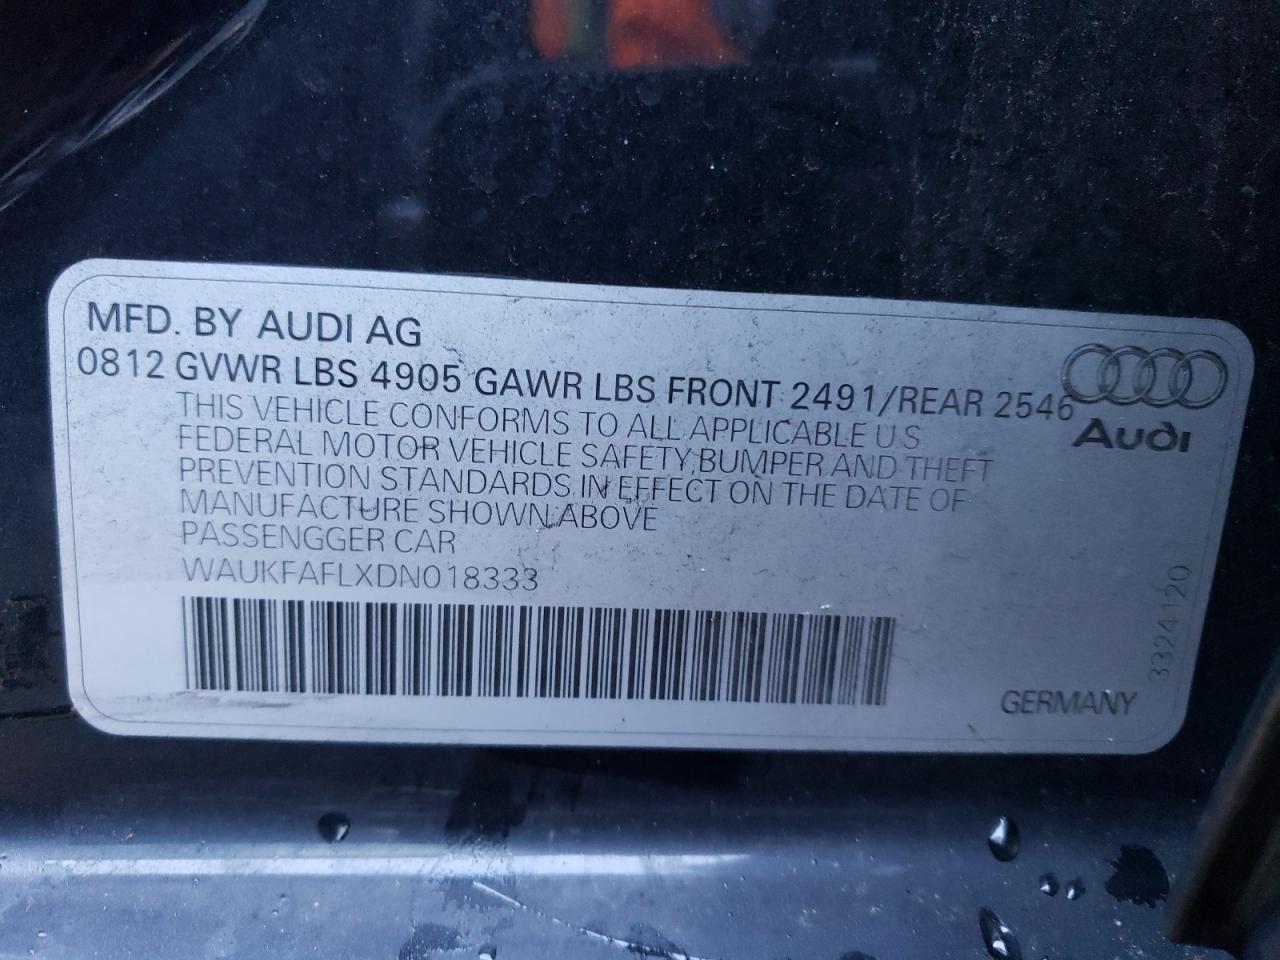 MFD. BY AUDI AG
0812 GVWR LBS 4905 GAWR LBS FRONT 2491/REAR 2546
THIS VEHICLE CONFORMS TO ALL APPLICABLE U.S
FEDERAL MOTOR VEHICLE SAFETY,BUMPER AND THEFT
PREVENTION STANDARDS IN EFFECT ON THE DATE OF
MANUFACTURE SHOWN ABOVE
PASSENGGER CAR
WAUKFAFLXDN018333
Audi
3324120
GERMANY